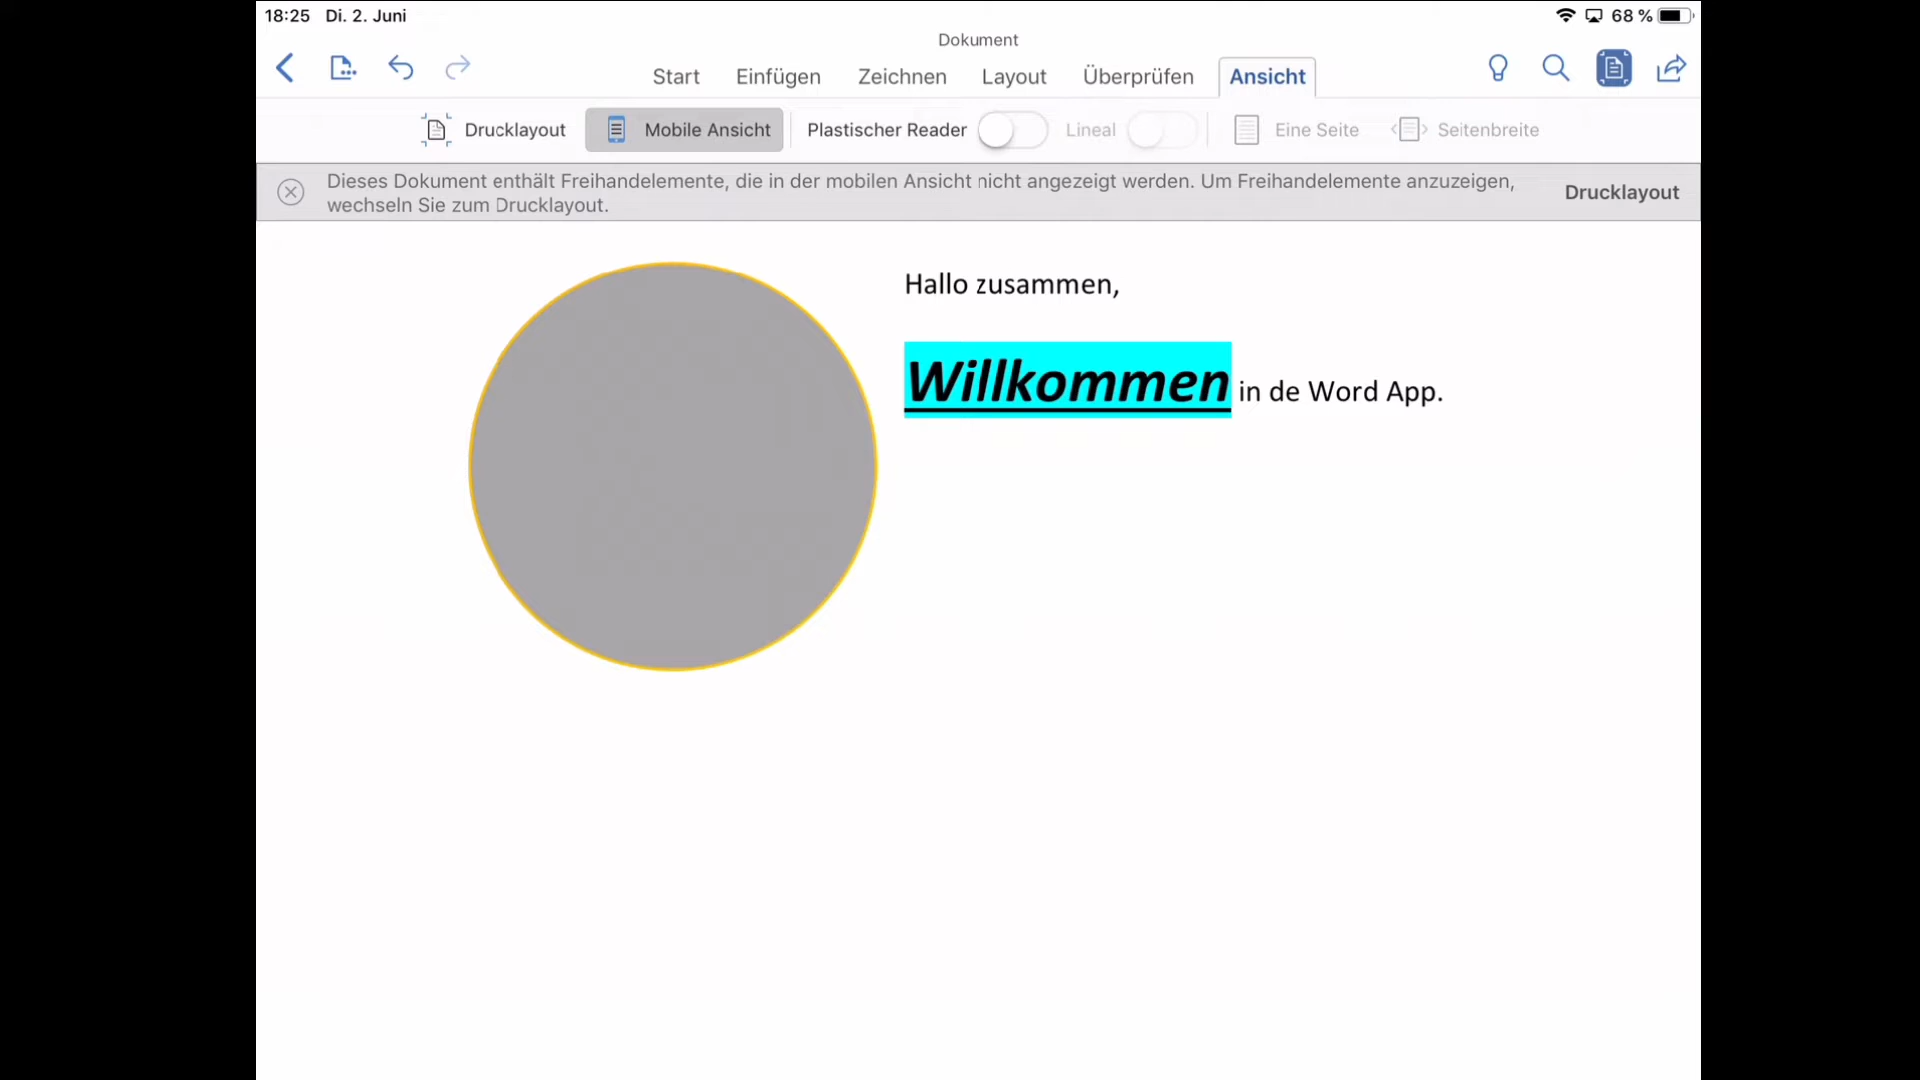 18:25 Di. 2. Juni 68 %
Dokument
Start Einfügen Zeichnen Layout Überprüfen Ansicht
Drucklayout Mobile Ansicht Plastischer Reader Lineal Eine Seite Seitenbreite
Dieses Dokument enthält Freihandelemente, die in der mobilen Ansicht nicht angezeigt werden. Um Freihandelemente anzuzeigen,
wechseln Sie zum Drucklayout.
Drucklayout
Hallo zusammen,
Willkommen in de Word App.